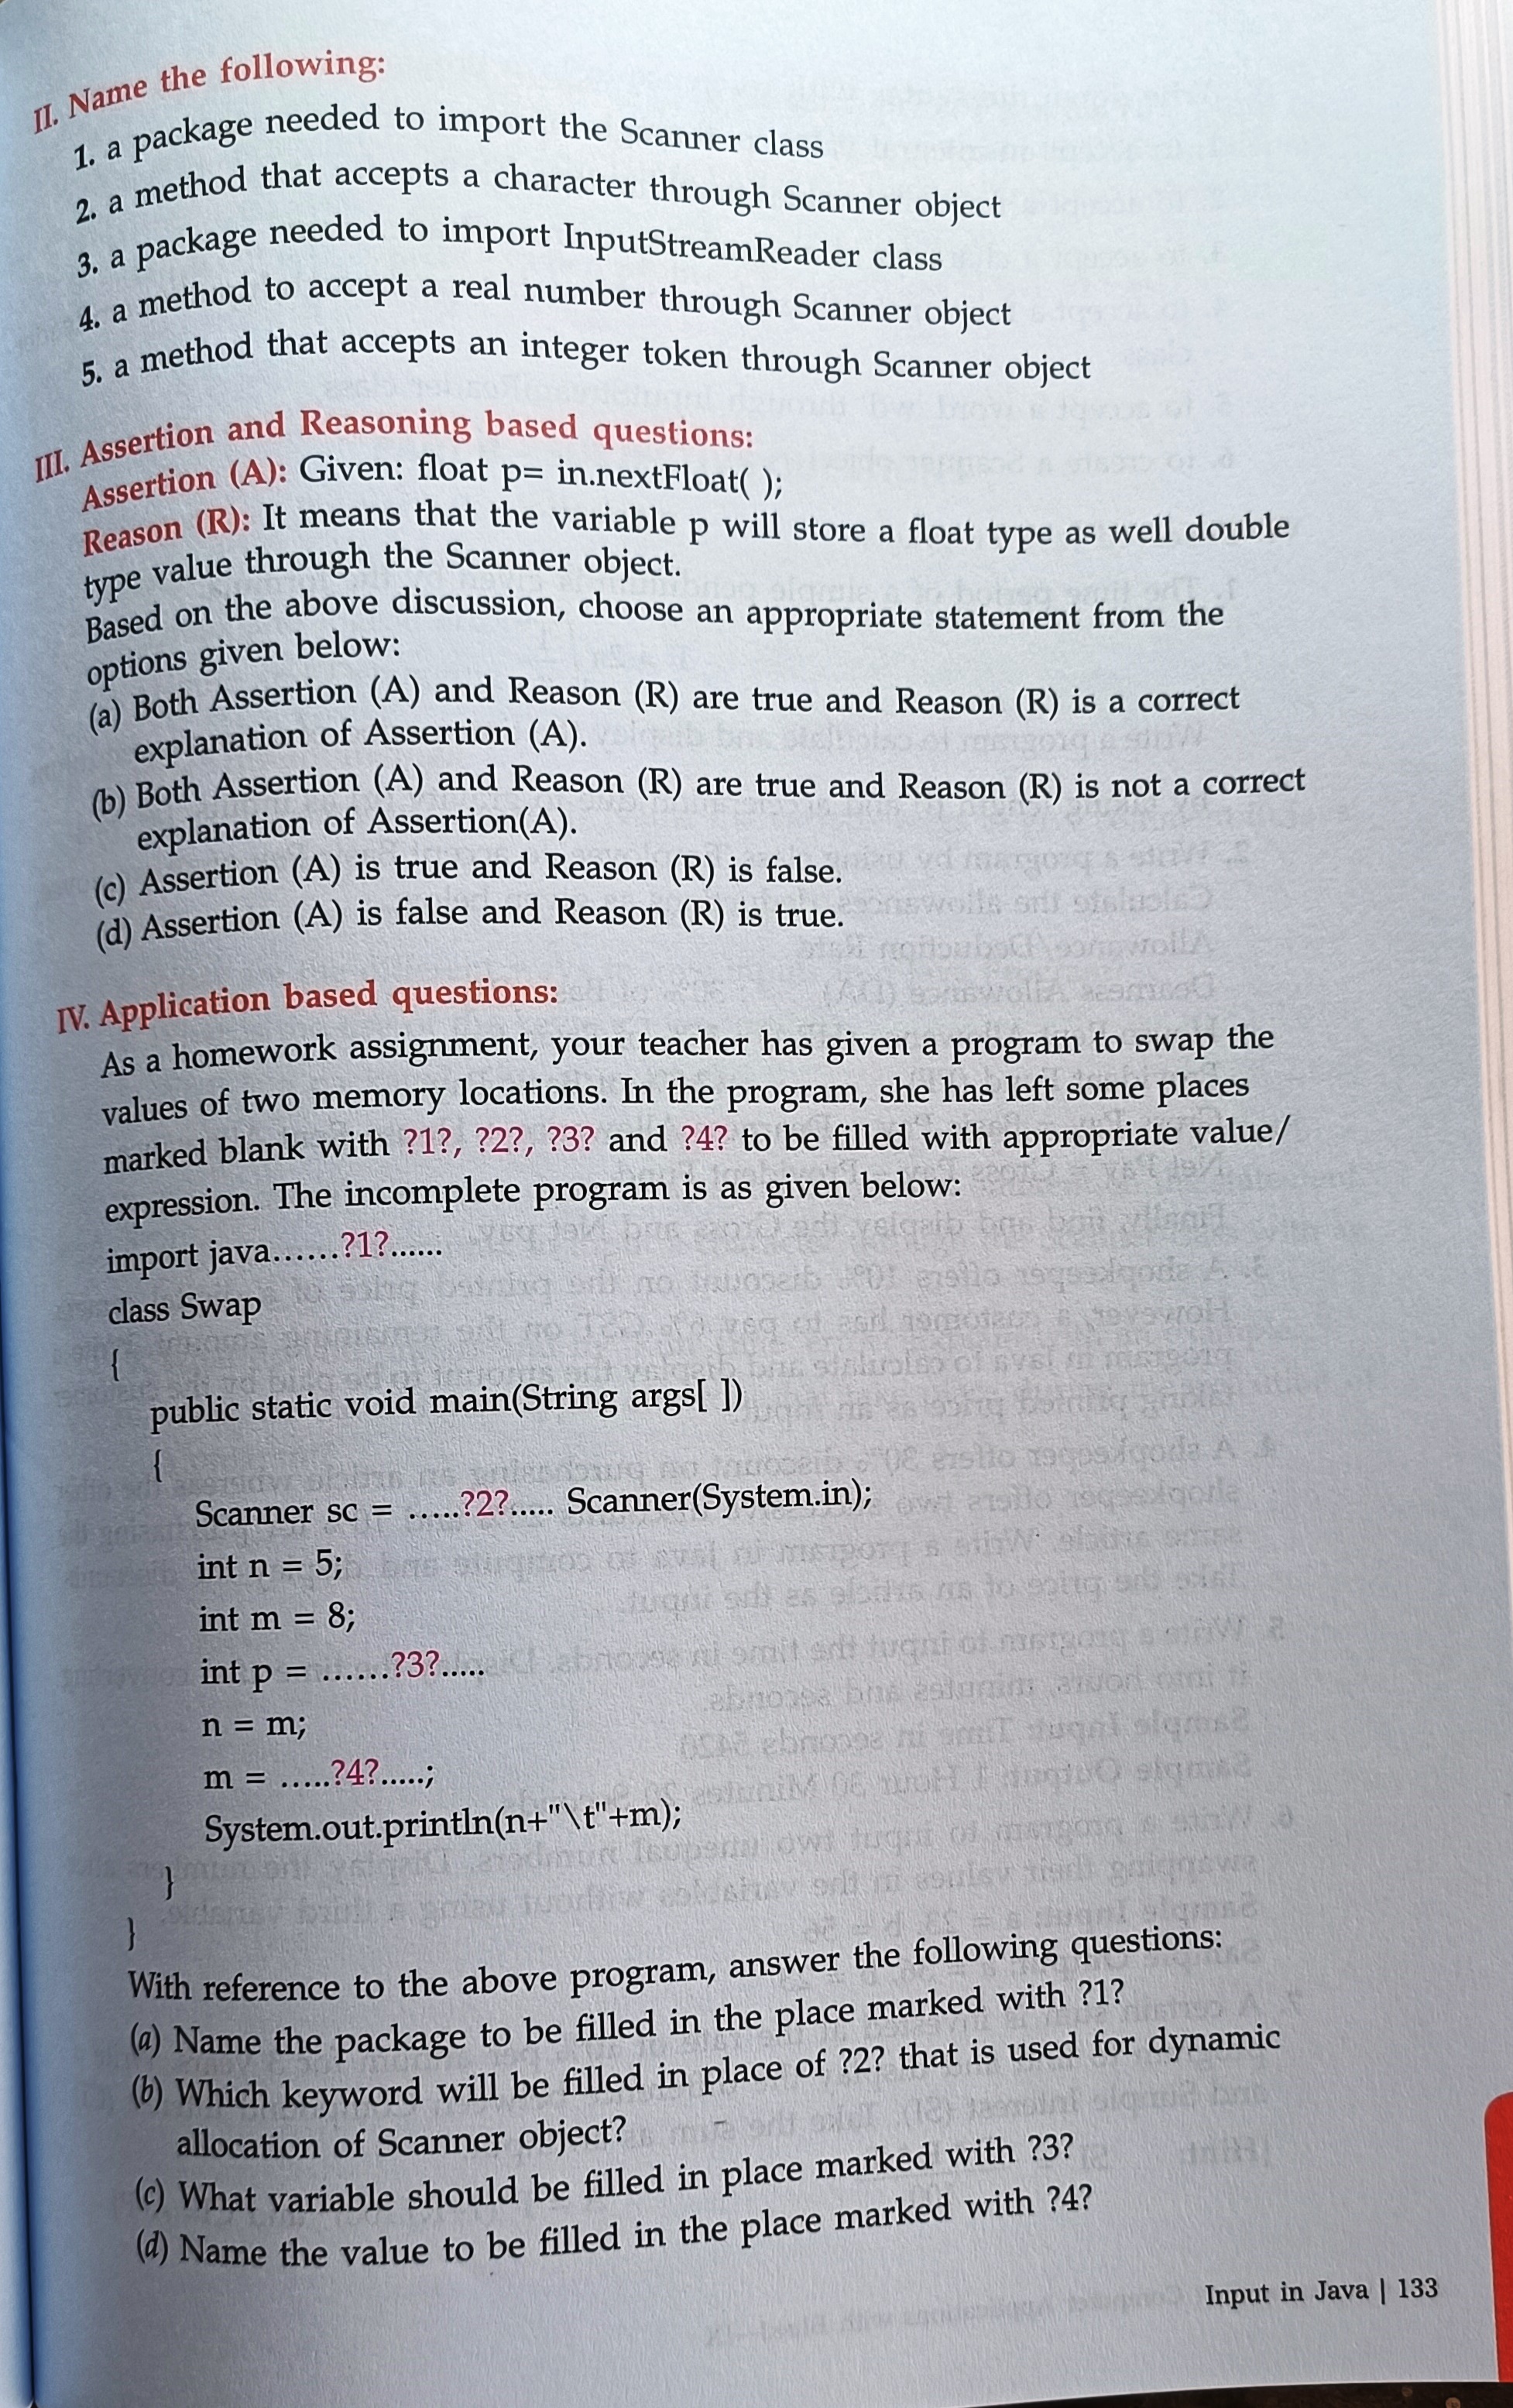 II. Name the following:
1. a package needed to import the Scanner class
2. a method that accepts a character through Scanner object
3. a package needed to import InputStreamReader class
4. a method to accept a real number through Scanner object
5. a method that accepts an integer token through Scanner object
III. Assertion and Reasoning based questions:
Assertion (A): Given: float p= in.nextFloat( );
Reason (R): It means that the variable p will store a float type as well double
type value through the Scanner object.
Based on the above discussion, choose an appropriate statement from the
options given below:
(a) Both Assertion (A) and Reason (R) are true and Reason (R) is a correct
explanation of Assertion (A).
(b) Both Assertion (A) and Reason (R) are true and Reason (R) is not a correct
explanation of Assertion(A).
(c) Assertion (A) is true and Reason (R) is false.
(d) Assertion (A) is false and Reason (R) is true.
IV. Application based questions:
As a homework assignment, your teacher has given a program to swap the
values of two memory locations. In the program, she has left some places
marked blank with ?1?, ?2?, ?3? and ?4? to be filled with appropriate value/
expression. The incomplete program is as given below:
import java......?1?......
class Swap
{
public static void main(String args[ ])
{
Scanner sc = .....?2?..... Scanner(System.in);
int n = 5;
int m = 8;
int p = ......?3?.....
n = m;
m = .....?4?.....;
System.out.println(n+"\t"+m);
}
}
With reference to the above program, answer the following questions:
(a) Name the package to be filled in the place marked with ?1?
(b) Which keyword will be filled in place of ?2? that is used for dynamic
allocation of Scanner object?
(c) What variable should be filled in place marked with ?3?
(d) Name the value to be filled in the place marked with ?4?
Input in Java | 133